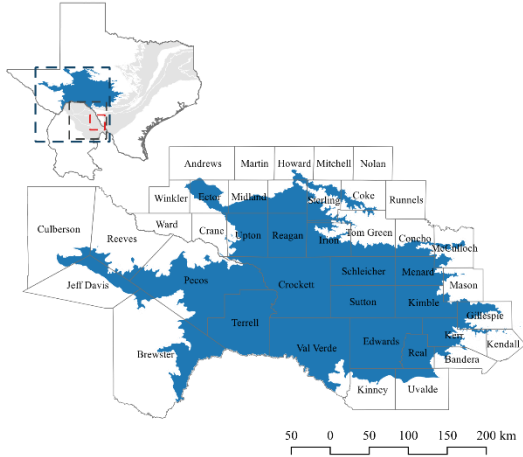 Andrews Martin Howard Mitchell Nolan
Winkler Ector Midland Sterling Coke Runnels
Culberson Reeves Ward Crane Upton Reagan Irion Tom Green Concho McCulloch
Jeff Davis Pecos Crockett Schleicher Menard Mason
Sutton Kimble Gillespie
Terrell Kerr Kendall
Brewster Val Verde Edwards Real Bandera
Kinney Uvalde
50 0 50 100 150 200 km